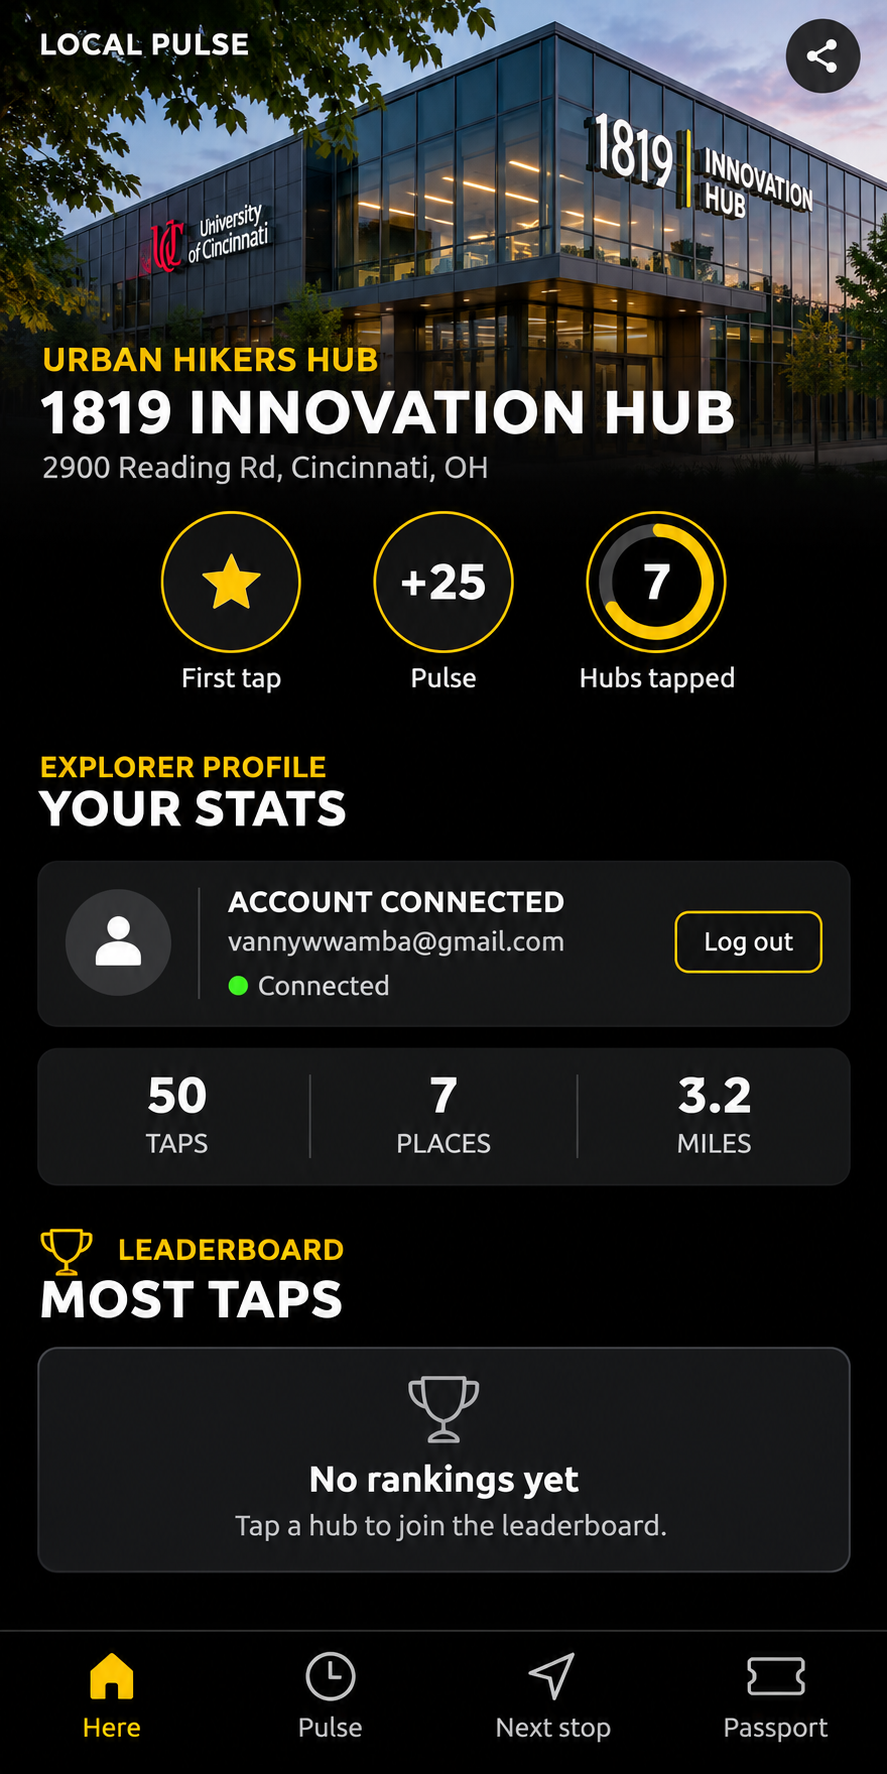 LOCAL PULSE
1819 | INNOVATION
HUB
UC University
of Cincinnati
URBAN HIKERS HUB
1819 INNOVATION HUB
2900 Reading Rd, Cincinnati, OH
+25
7
First tap
Pulse
Hubs tapped
EXPLORER PROFILE
YOUR STATS
ACCOUNT CONNECTED
vannywwamba@gmail.com
Log out
Connected
50
7
3.2
TAPS
PLACES
MILES
LEADERBOARD
MOST TAPS
No rankings yet
Tap a hub to join the leaderboard.
Here
Pulse
Next stop
Passport